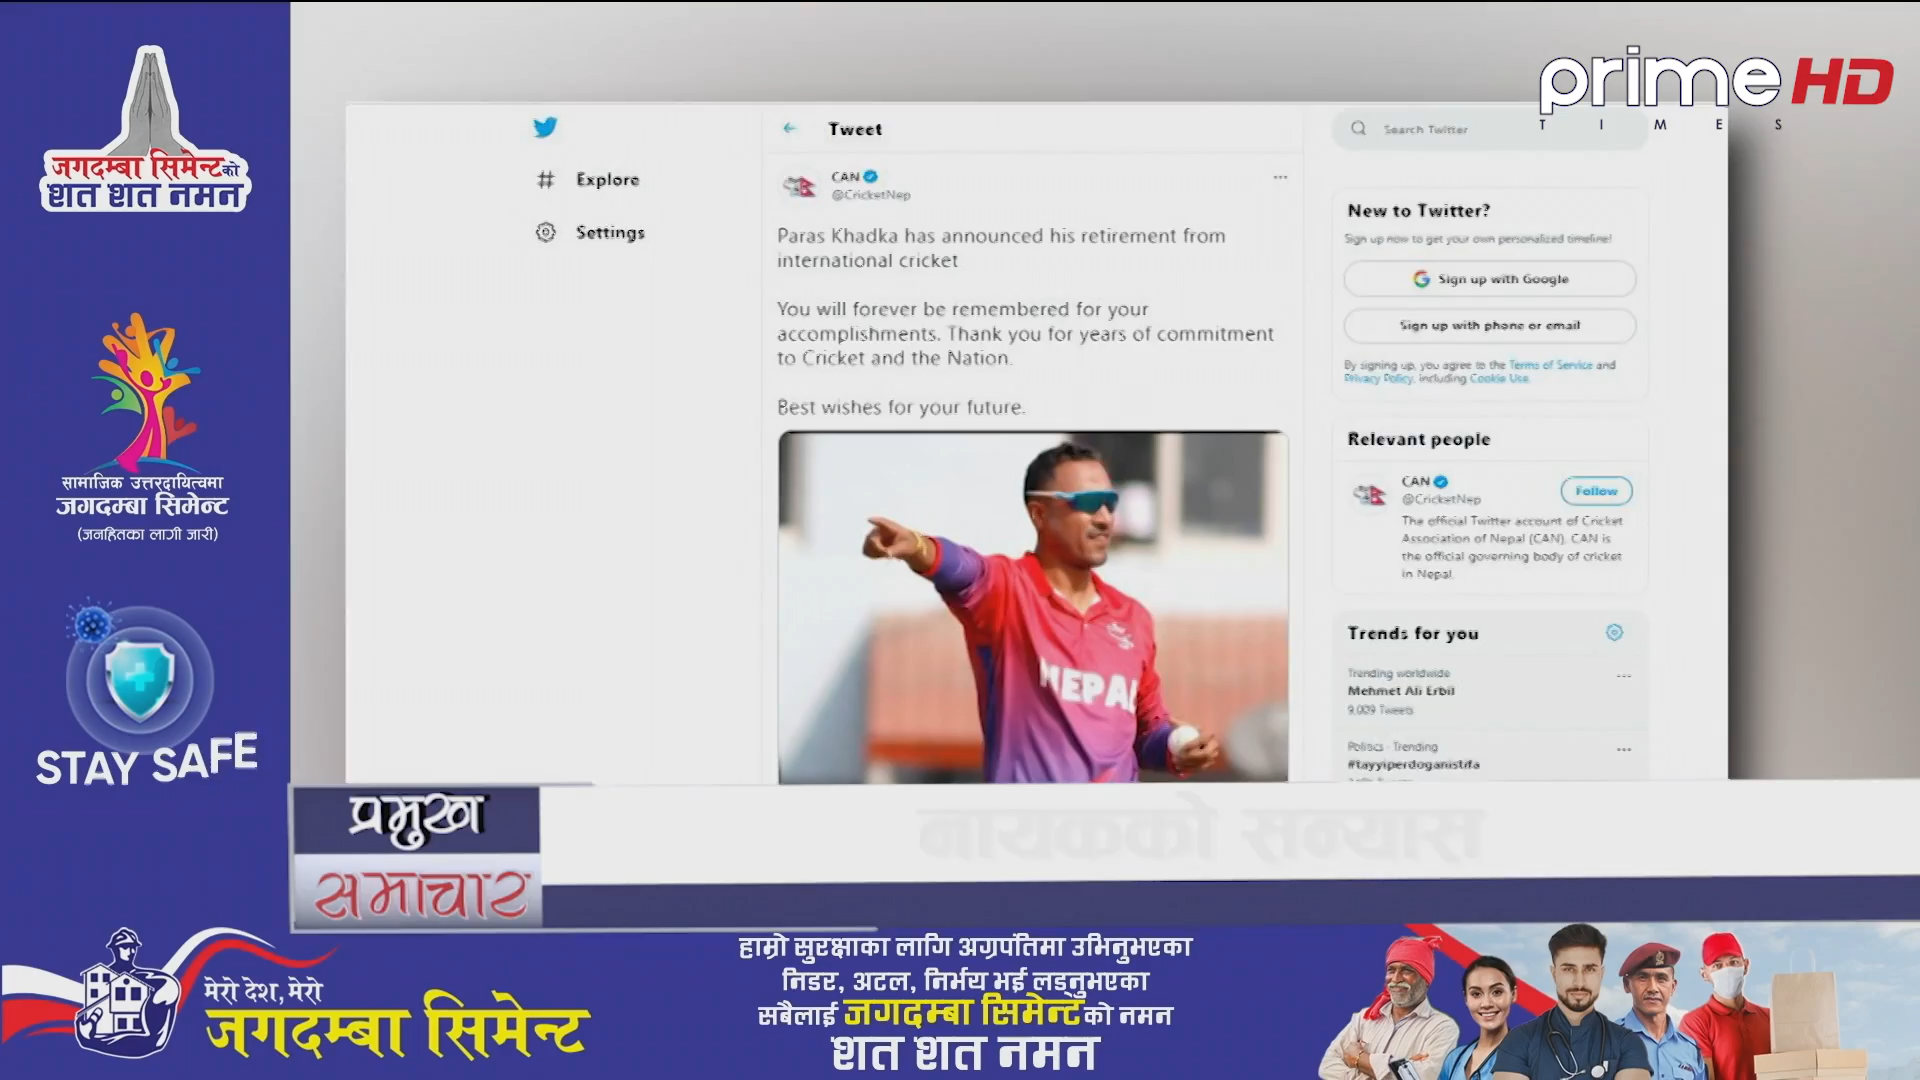 prime HD
T I M E S
जगदम्बा सिमेन्टको
शत शत नमन
सामाजिक उत्तरदायित्वमा
जगदम्बा सिमेन्ट
(जनहितका लागी जारी)
STAY SAFE
Explore
Settings
Tweet
CAN
@CricketNep
Paras Khadka has announced his retirement from
international cricket
You will forever be remembered for your
accomplishments. Thank you for years of commitment
to Cricket and the Nation.
Best wishes for your future.
NEPAL
Search Twitter
New to Twitter?
Sign up now to get your own personalized timeline!
Sign up with Google
Sign up with phone or email
By signing up, you agree to the Terms of Service and
Privacy Policy, including Cookie Use.
Relevant people
CAN
@CricketNep
Follow
The official Twitter account of Cricket
Association of Nepal (CAN). CAN is
the official governing body of cricket
in Nepal.
Trends for you
Trending worldwide
Mehmet Ali Erbil
9,009 Tweets
Politics · Trending
#tayyiperdoganistifa
प्रमुख
समाचार
नायकको सन्यास
मेरो देश, मेरो
जगदम्बा सिमेन्ट
हाम्रो सुरक्षाका लागि अग्रपंतिमा उभिनुभएका
निडर, अटल, निर्भय भई लड्नुभएका
सबैलाई जगदम्बा सिमेन्टको नमन
शत शत नमन